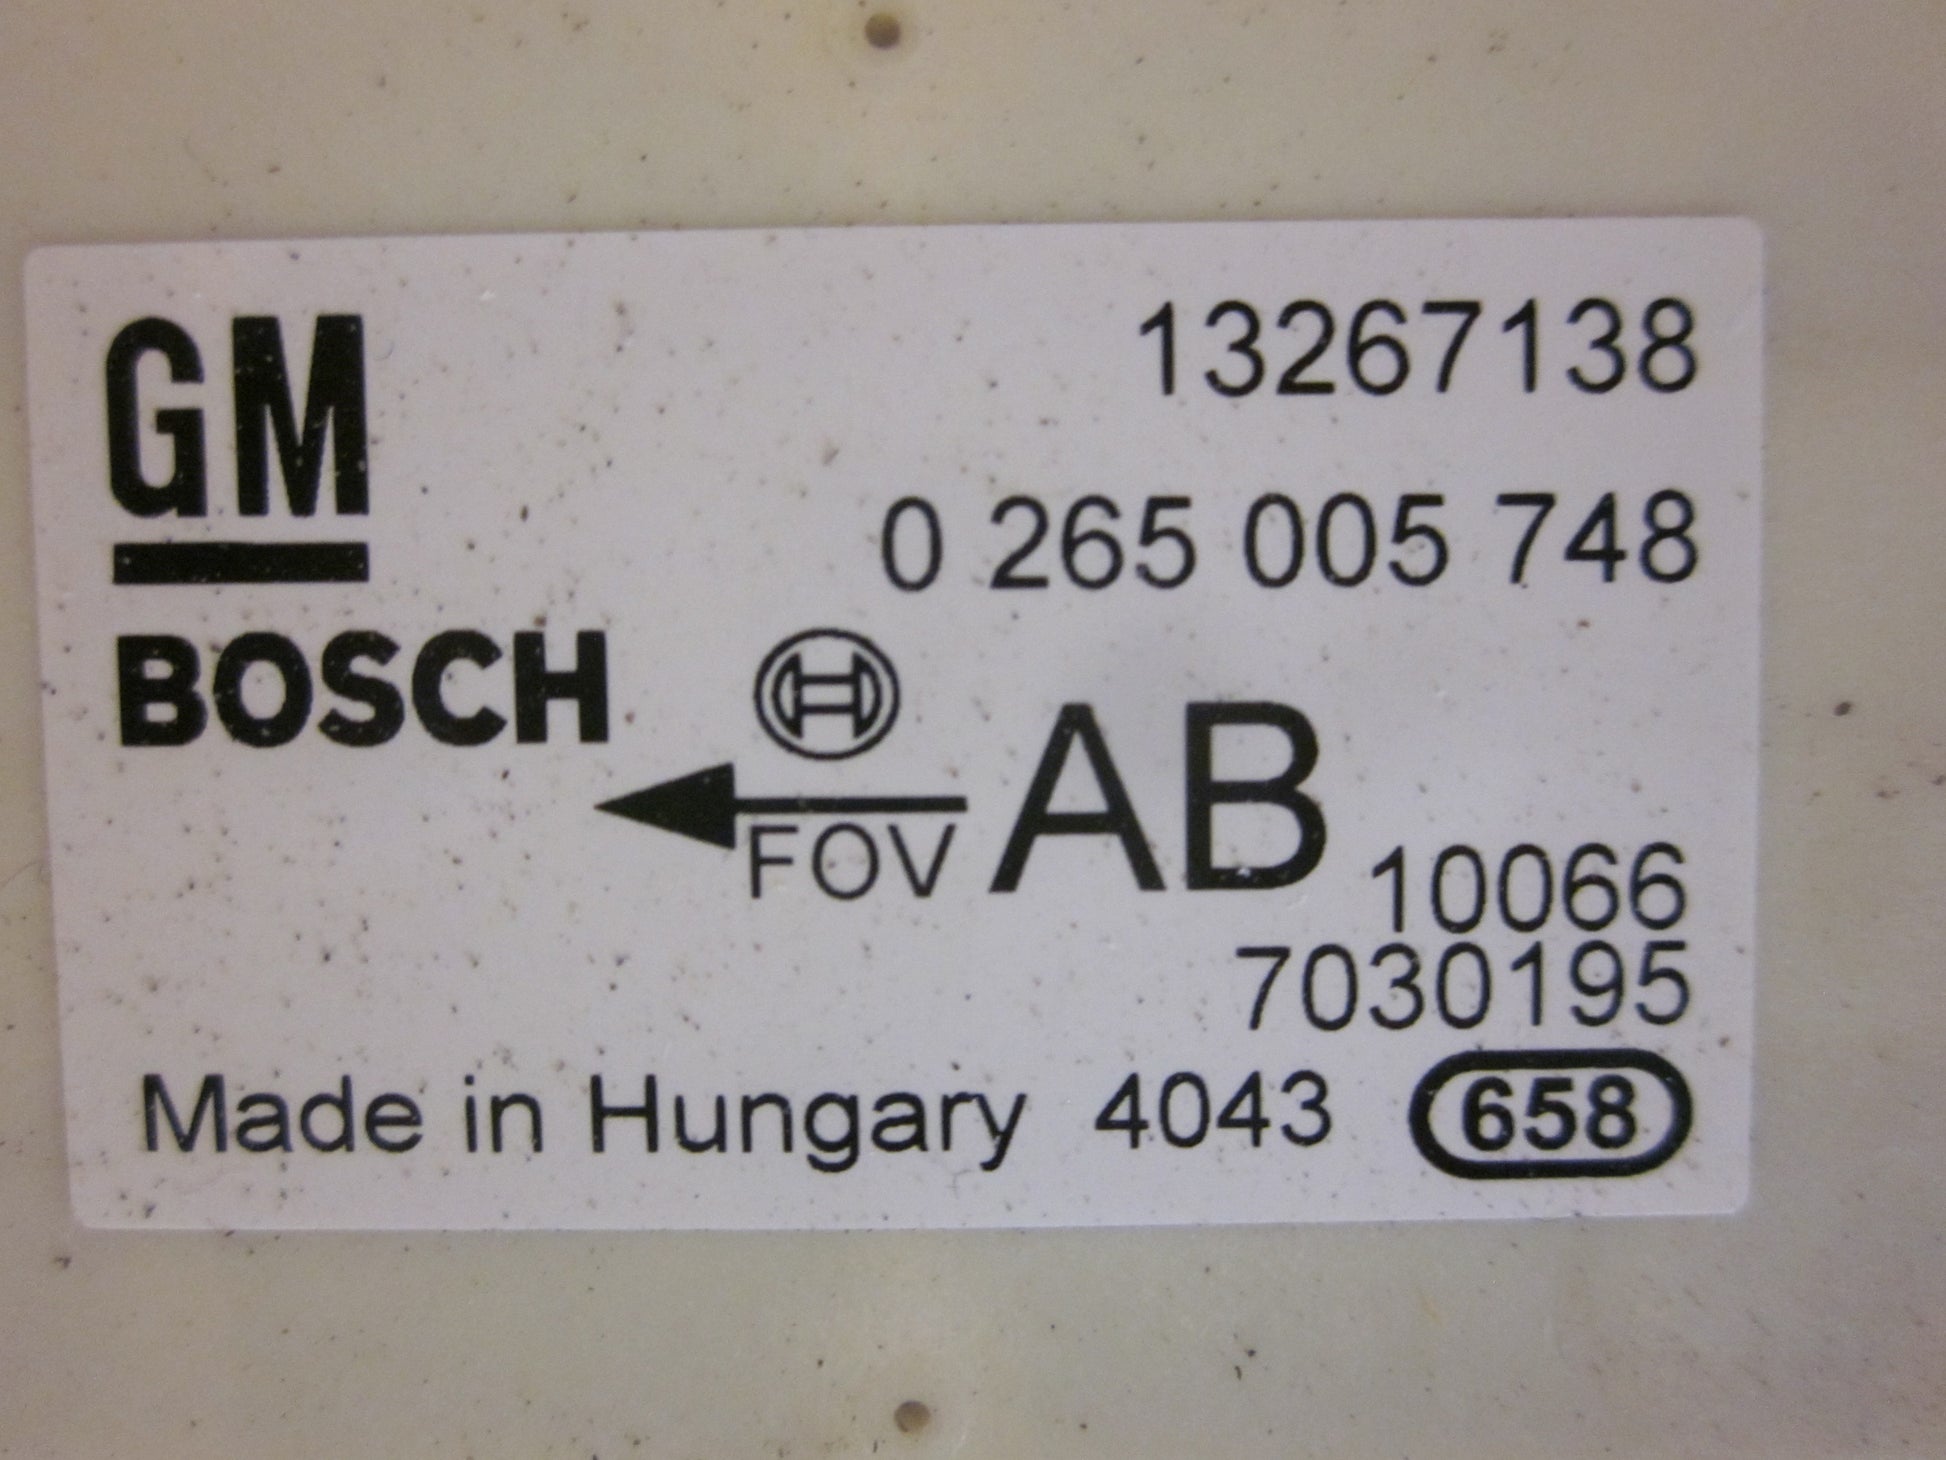 GM
13267138
0 265 005 748
BOSCH
FOV
AB
10066
7030195
Made in Hungary 4043 658